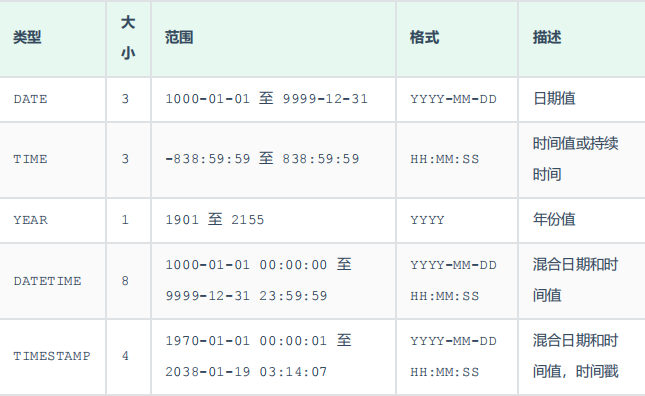 类型 大小 范围 格式 描述
DATE 3 1000-01-01 至 9999-12-31 YYYY-MM-DD 日期值
TIME 3 -838:59:59 至 838:59:59 HH:MM:SS 时间值或持续
时间
YEAR 1 1901 至 2155 YYYY 年份值
DATETIME 8 1000-01-01 00:00:00 至 YYYY-MM-DD 混合日期和时
9999-12-31 23:59:59 HH:MM:SS 间值
TIMESTAMP 4 1970-01-01 00:00:01 至 YYYY-MM-DD 混合日期和时
2038-01-19 03:14:07 HH:MM:SS 间值，时间戳